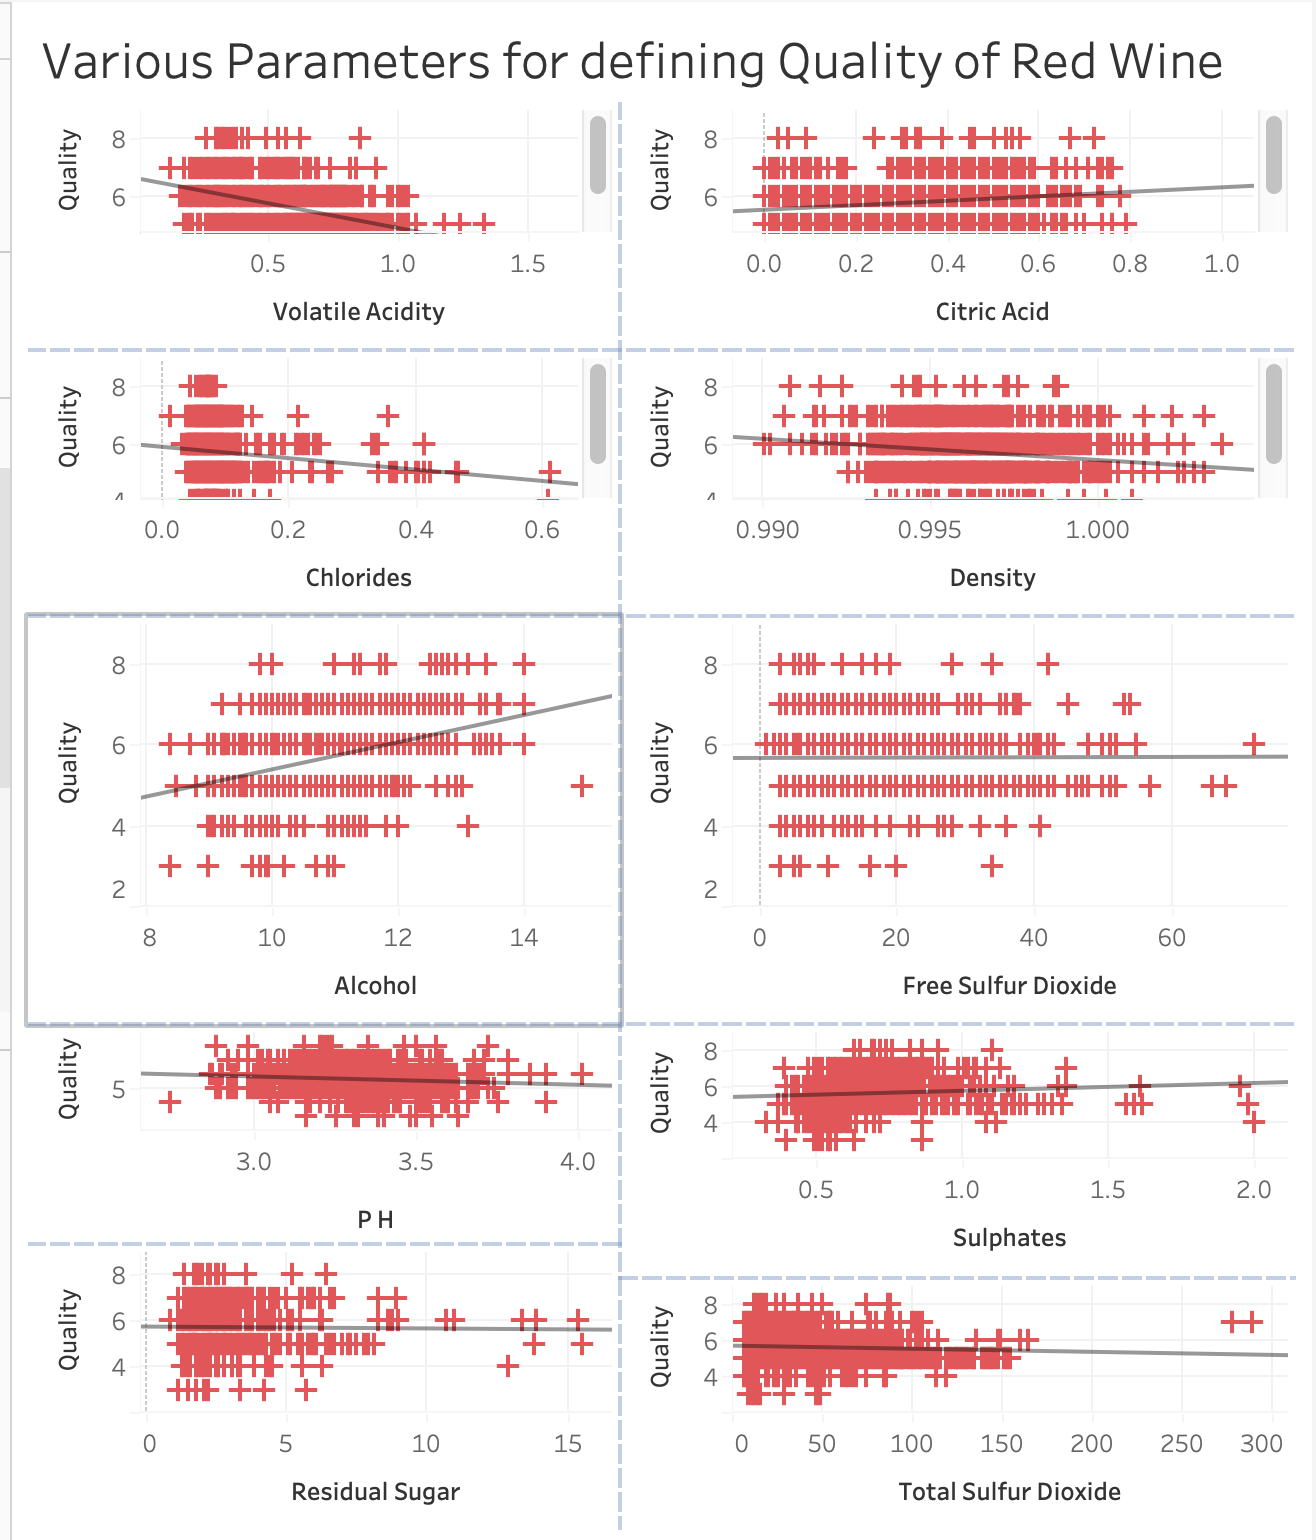 Various Parameters for defining Quality of Red Wine
Quality
8
6
0.5 1.0 1.5
Volatile Acidity
Quality
8
6
0.0 0.2 0.4 0.6 0.8 1.0
Citric Acid
Quality
8
6
4
0.0 0.2 0.4 0.6
Chlorides
Quality
8
6
4
0.990 0.995 1.000
Density
Quality
8
6
4
2
8 10 12 14
Alcohol
Quality
8
6
4
2
0 20 40 60
Free Sulfur Dioxide
Quality
5
3.0 3.5 4.0
P H
Quality
8
6
4
0.5 1.0 1.5 2.0
Sulphates
Quality
8
6
4
0 5 10 15
Residual Sugar
Quality
8
6
4
0 50 100 150 200 250 300
Total Sulfur Dioxide